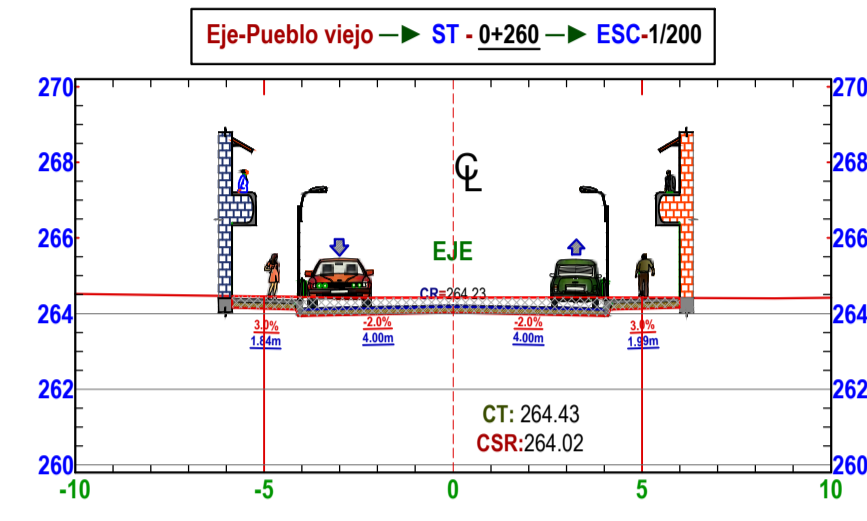 Eje-Pueblo viejo ST - 0+260 ESC-1/200
270 270
268 268
CL
266 266
EJE
CR=264.23
264 264
3.0% -2.0% -2.0% 3.0%
1.84m 4.00m 4.00m 1.99m
262 262
CT: 264.43
CSR:264.02
260 260
-10 -5 0 5 10